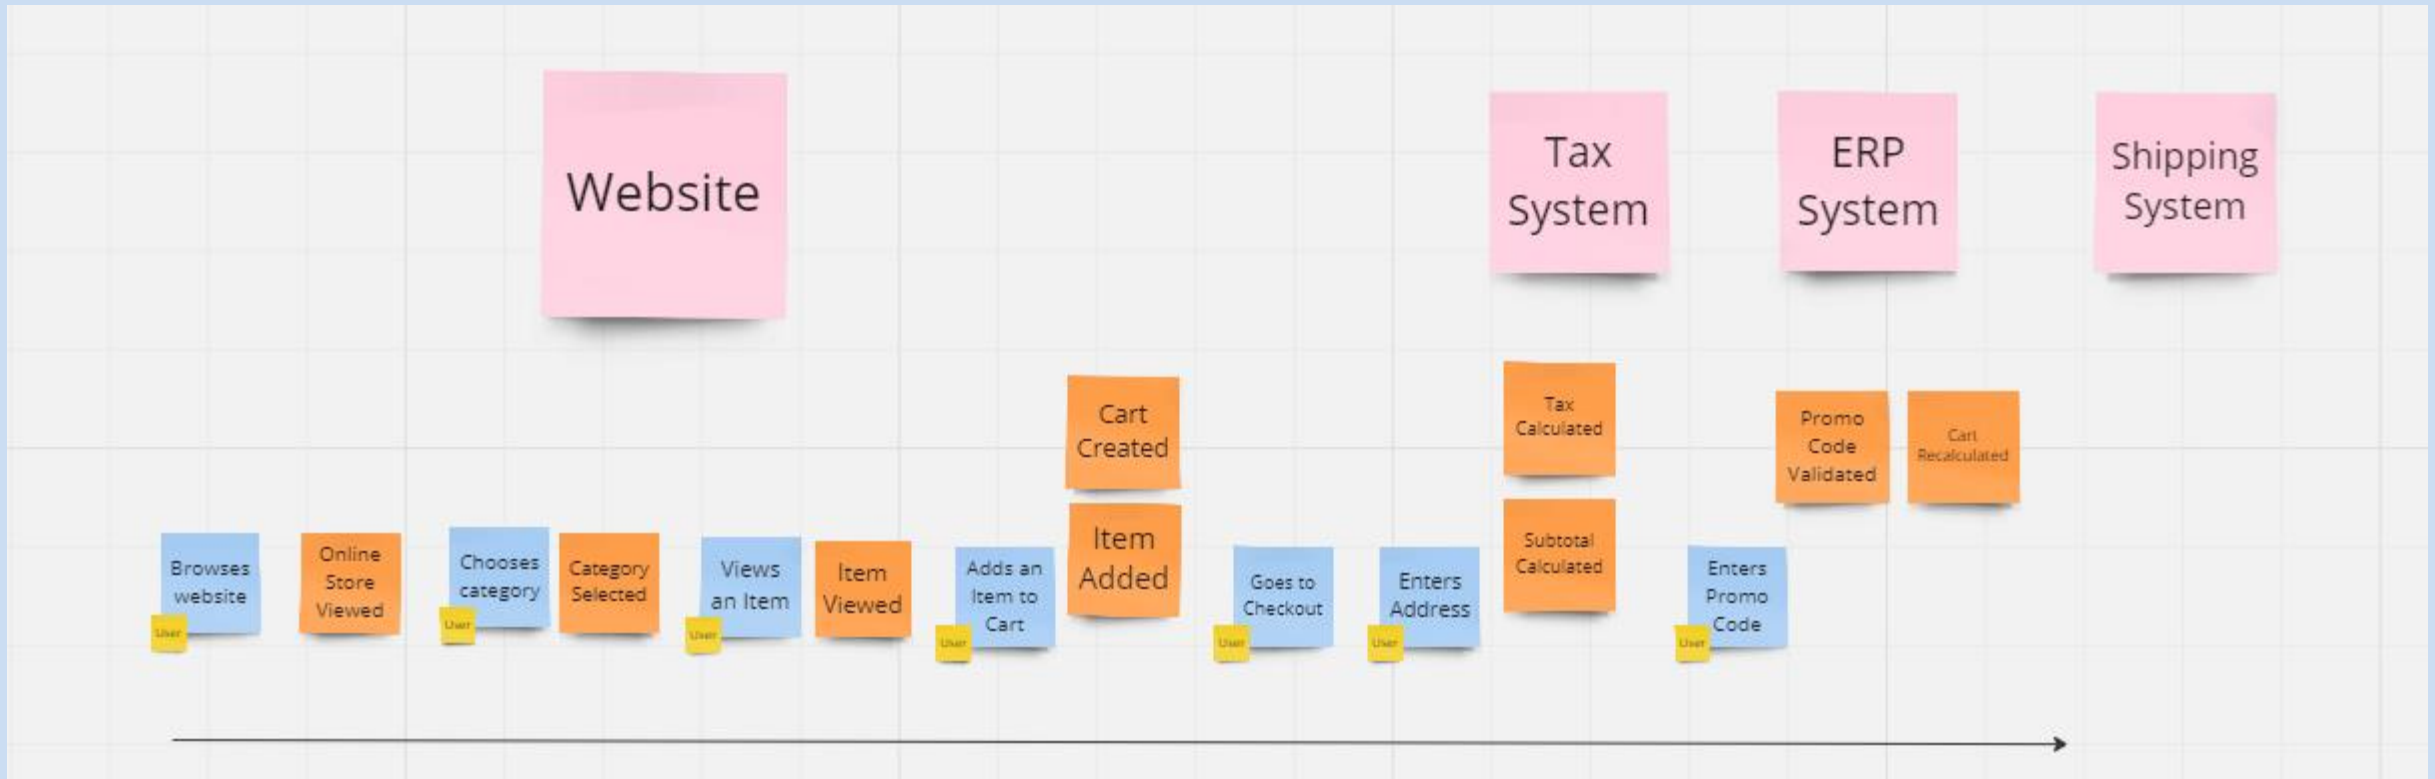 Website
Tax
System
ERP
System
Shipping
System
Cart
Created
Tax
Calculated
Promo
Code
Validated
Cart
Recalculated
Browses
website
User
Online
Store
Viewed
Chooses
category
User
Category
Selected
Views
an Item
User
Item
Viewed
Adds an
Item to
Cart
User
Item
Added
Goes to
Checkout
User
Enters
Address
User
Subtotal
Calculated
Enters
Promo
Code
User